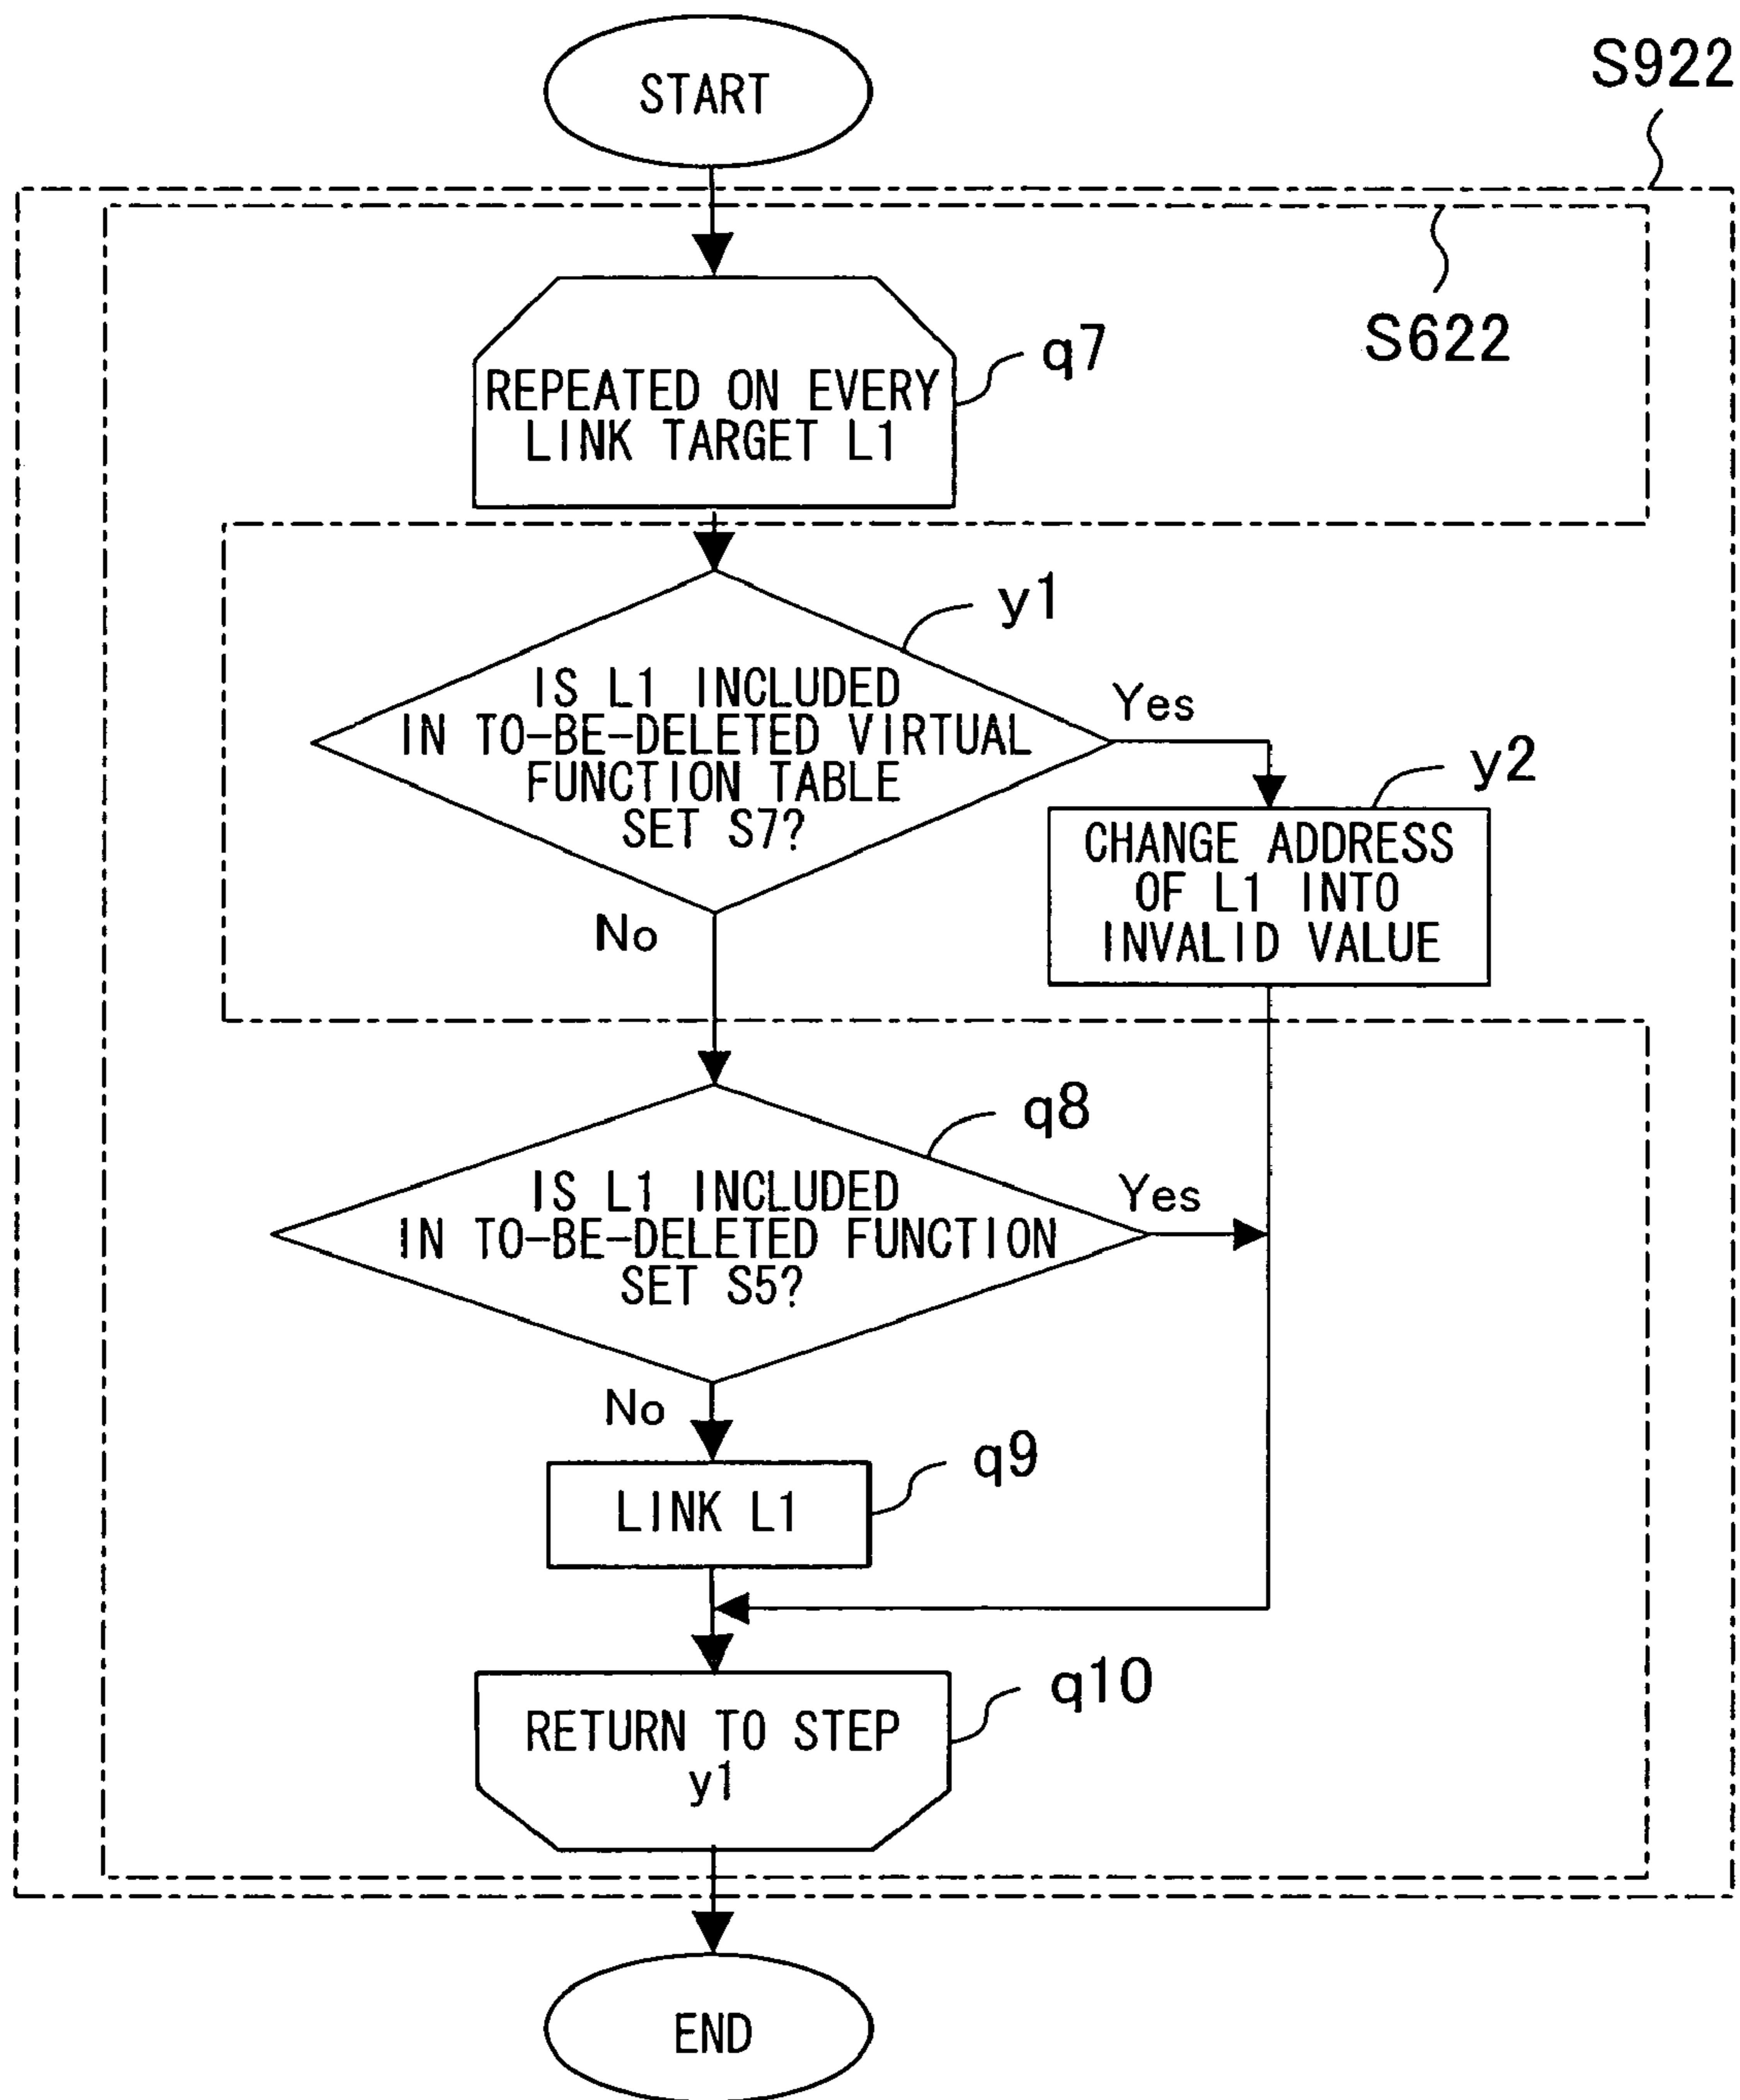 START
S922
S622
q7
REPEATED ON EVERY
LINK TARGET L1
y1
IS L1 INCLUDED
IN TO-BE-DELETED VIRTUAL
FUNCTION TABLE
SET S7?
Yes
No
y2
CHANGE ADDRESS
OF L1 INTO
INVALID VALUE
q8
IS L1 INCLUDED
IN TO-BE-DELETED FUNCTION
SET S5?
Yes
No
q9
LINK L1
q10
RETURN TO STEP
y1
END